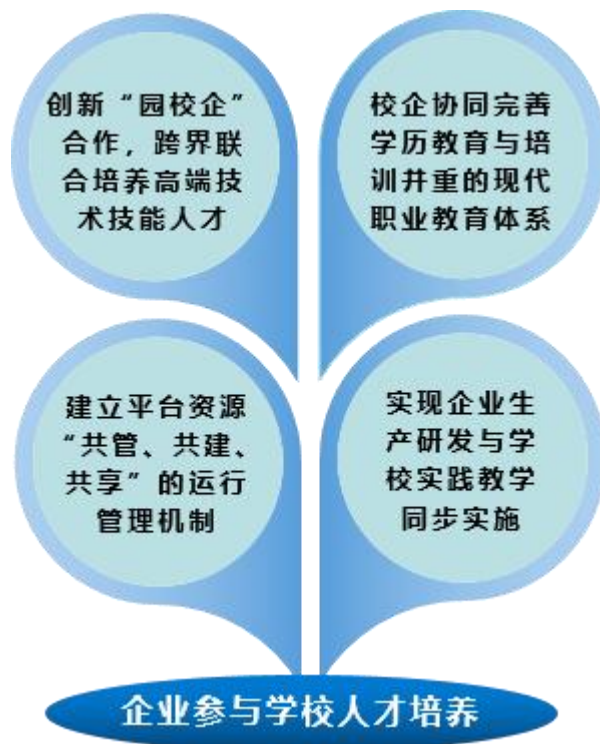 创新“园校企”
合作，跨界联
合培养高端技
术技能人才
校企协同完善
学历教育与培
训并重的现代
职业教育体系
建立平台资源
“共管、共建、
共享”的运行
管理机制
实现企业生
产研发与学
校实践教学
同步实施
企业参与学校人才培养